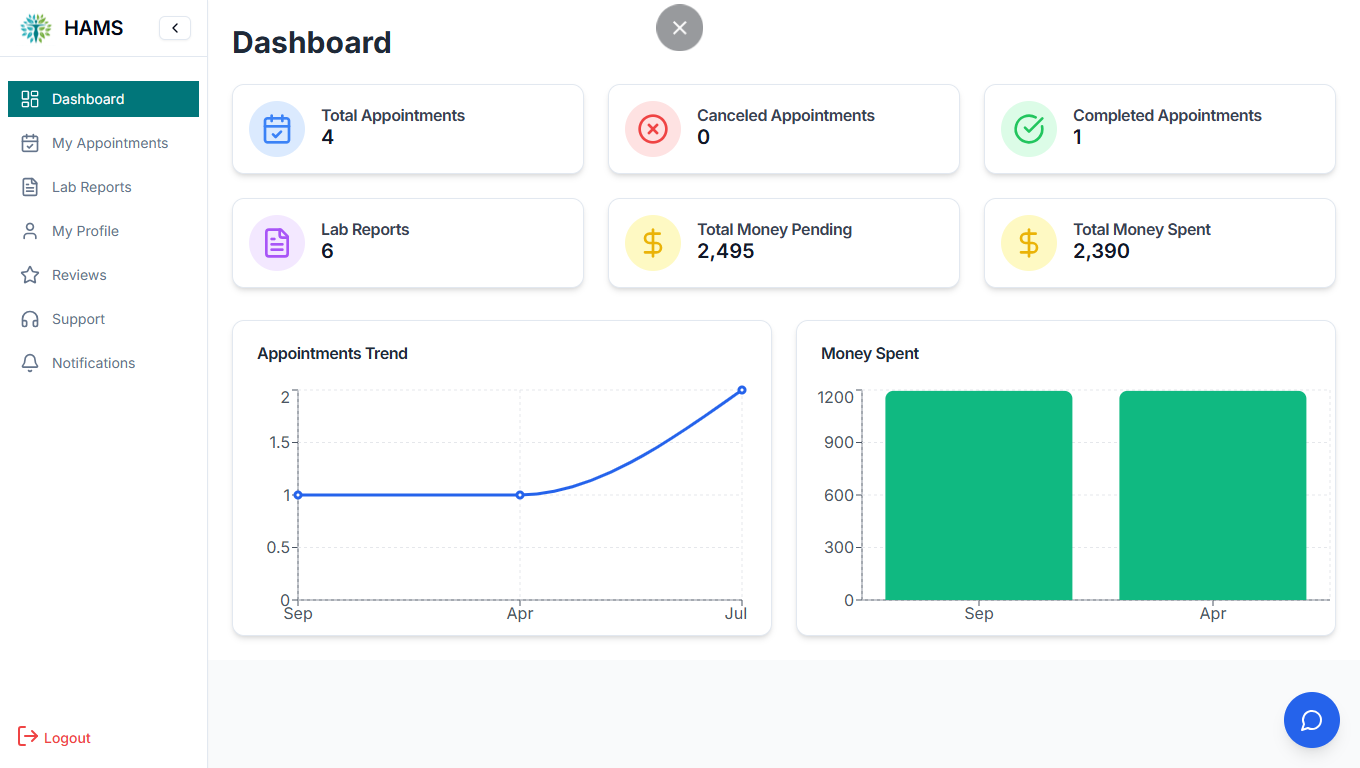 HAMS
Dashboard
My Appointments
Lab Reports
My Profile
Reviews
Support
Notifications
Logout
Dashboard
Total Appointments
4
Canceled Appointments
0
Completed Appointments
1
Lab Reports
6
Total Money Pending
2,495
Total Money Spent
2,390
Appointments Trend
2
1.5
1
0.5
0
Sep Apr Jul
Money Spent
1200
900
600
300
0
Sep Apr